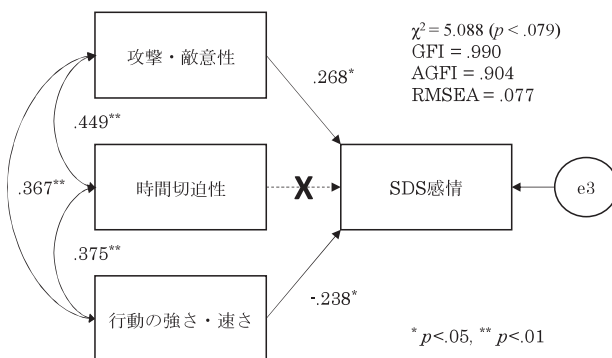 攻撃・敵意性
χ² = 5.088 (p < .079)
GFI = .990
AGFI = .904
RMSEA = .077
.268*
.449**
.367**
時間切迫性
X
SDS感情
e3
.375**
行動の強さ・速さ
-.238*
* p<.05, ** p<.01